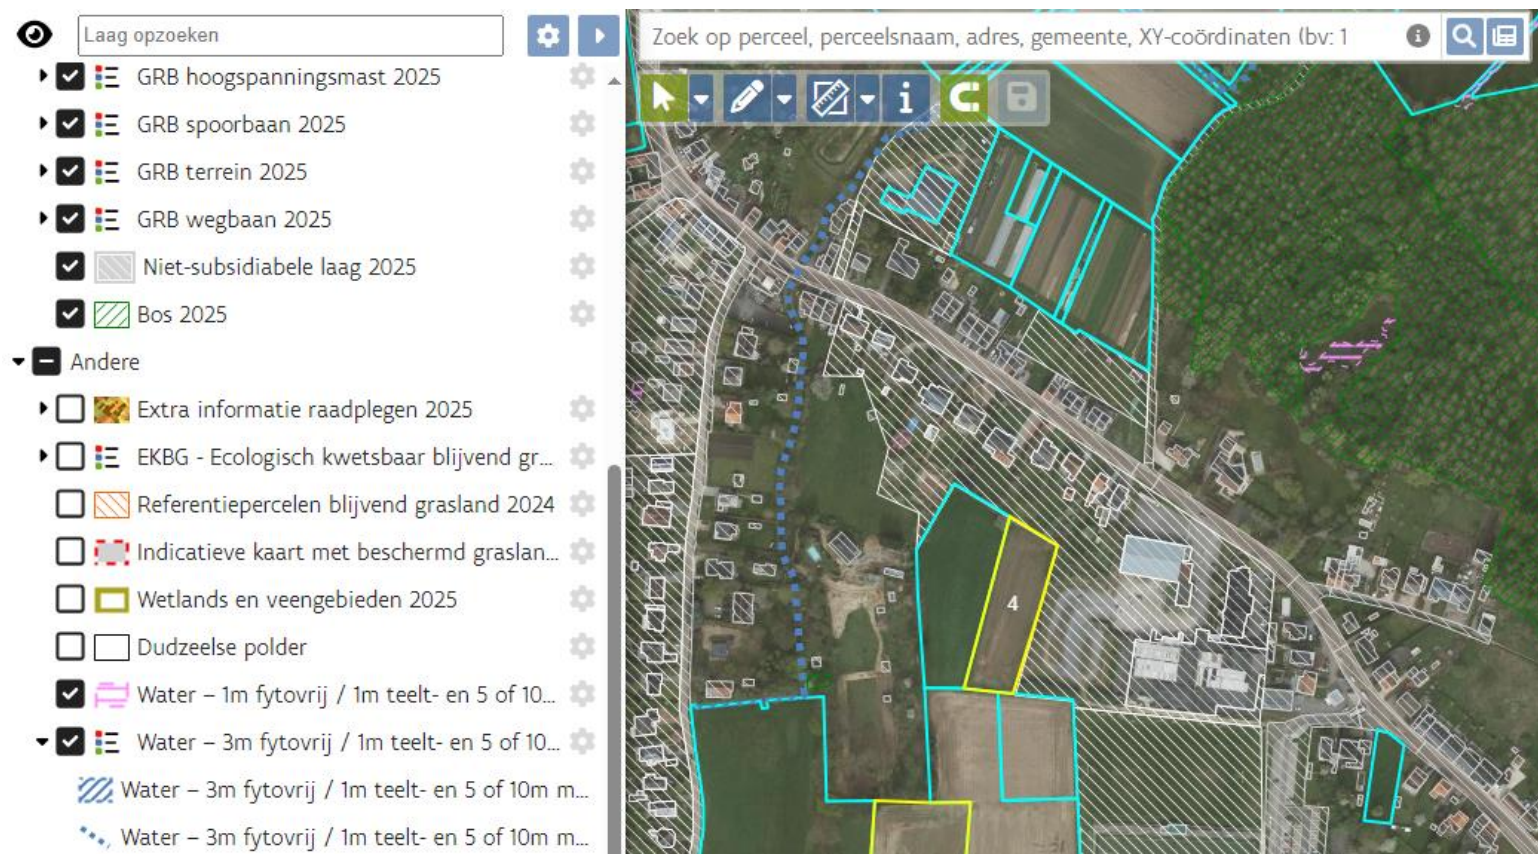 Laag opzoeken
Zoek op perceel, perceelsnaam, adres, gemeente, XY-coördinaten (bv: 1
GRB hoogspanningsmast 2025
GRB spoorbaan 2025
GRB terrein 2025
GRB wegbaan 2025
Niet-subsidiabele laag 2025
Bos 2025
Andere
Extra informatie raadplegen 2025
EKBG - Ecologisch kwetsbaar blijvend gr...
Referentiepercelen blijvend grasland 2024
Indicatieve kaart met beschermd graslan...
Wetlands en veengebieden 2025
Dudzeelse polder
Water – 1m fytovrij / 1m teelt- en 5 of 10...
Water – 3m fytovrij / 1m teelt- en 5 of 10...
Water – 3m fytovrij / 1m teelt- en 5 of 10m m...
Water – 3m fytovrij / 1m teelt- en 5 of 10m m...
4